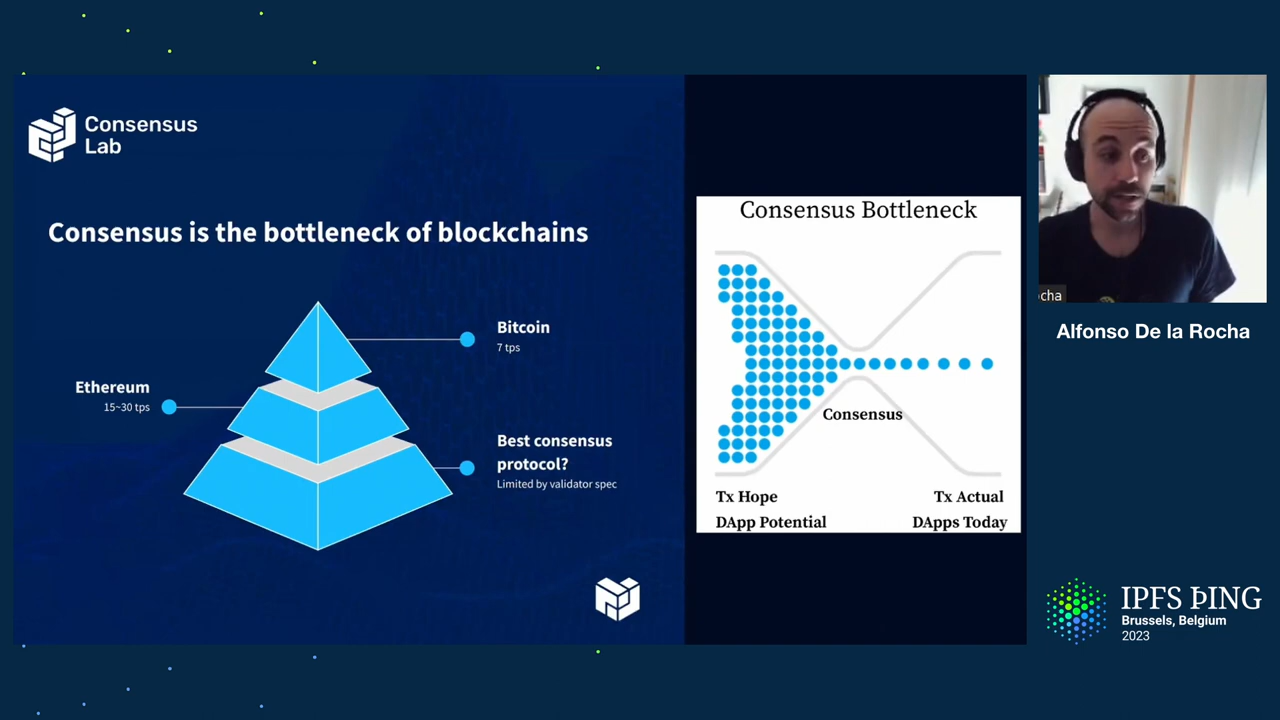 Consensus
Lab
Consensus is the bottleneck of blockchains
Bitcoin
7 tps
Ethereum
15~30 tps
Best consensus
protocol?
Limited by validator spec
Consensus Bottleneck
Consensus
Tx Hope
Tx Actual
DApp Potential
DApps Today
cha
Alfonso De la Rocha
IPFS ÞING
Brussels, Belgium
2023